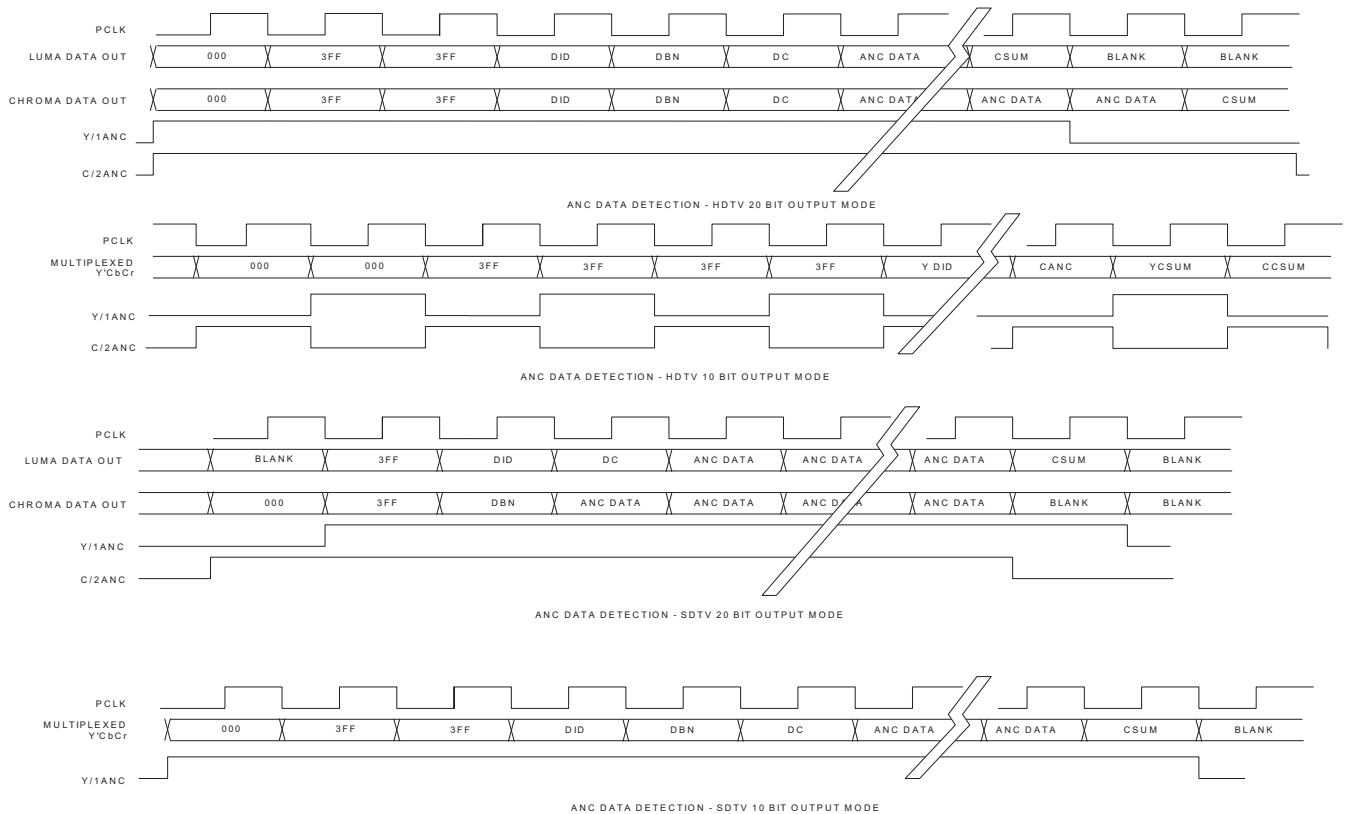 PCLK
LUMA DATA OUT 000 3FF 3FF DID DBN DC ANC DATA CSUM BLANK BLANK
CHROMA DATA OUT 000 3FF 3FF DID DBN DC ANC DATA ANC DATA ANC DATA CSUM
Y/1ANC
C/2ANC
ANC DATA DETECTION - HDTV 20 BIT OUTPUT MODE
PCLK
MULTIPLEXED
Y'CbCr 000 000 3FF 3FF 3FF 3FF Y DID CANC YCSUM CCSUM
Y/1ANC
C/2ANC
ANC DATA DETECTION - HDTV 10 BIT OUTPUT MODE
PCLK
LUMA DATA OUT BLANK 3FF DID DC ANC DATA ANC DATA ANC DATA CSUM BLANK
CHROMA DATA OUT 000 3FF DBN ANC DATA ANC DATA ANC DATA ANC DATA BLANK BLANK
Y/1ANC
C/2ANC
ANC DATA DETECTION - SDTV 20 BIT OUTPUT MODE
PCLK
MULTIPLEXED
Y'CbCr 000 3FF 3FF DID DBN DC ANC DATA ANC DATA CSUM BLANK
Y/1ANC
ANC DATA DETECTION - SDTV 10 BIT OUTPUT MODE